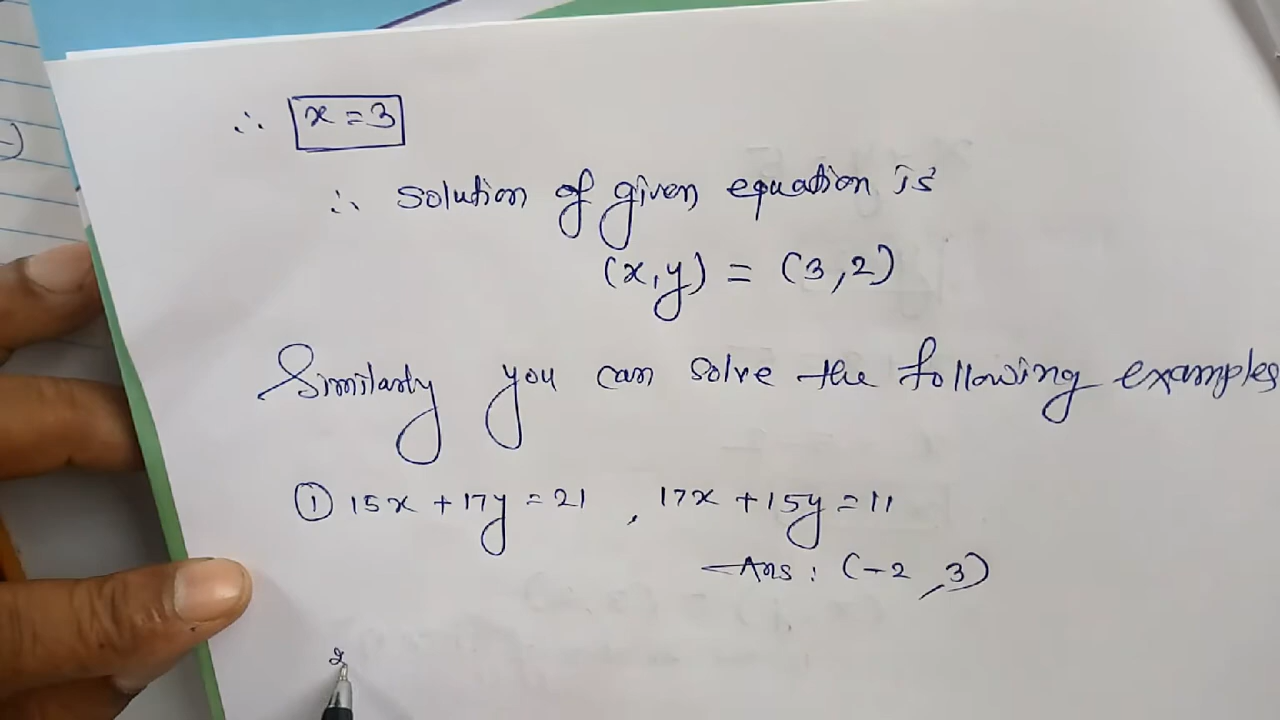 ∴ x = 3
∴ Solution of given equation is
(x, y) = (3, 2)
Similarly you can solve the following examples
① 15x + 17y = 21 , 17x + 15y = 11
Ans : (-2, 3)
2